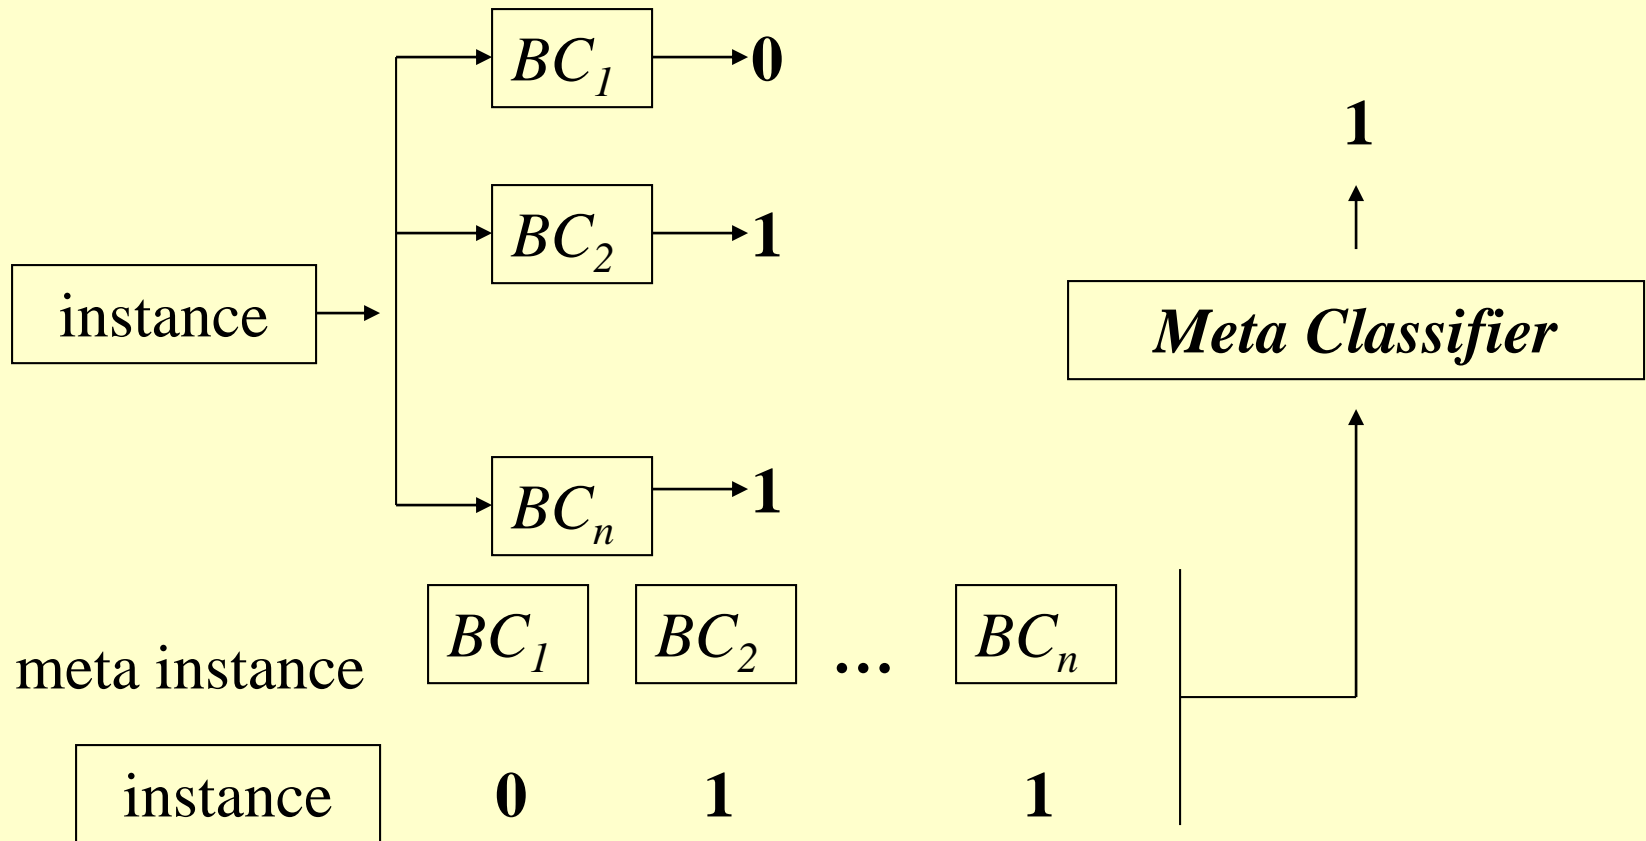 BC₁ 0
1
BC₂ 1
instance
Meta Classifier
BCₙ 1
BC₁ BC₂ ... BCₙ
meta instance
instance 0 1 1